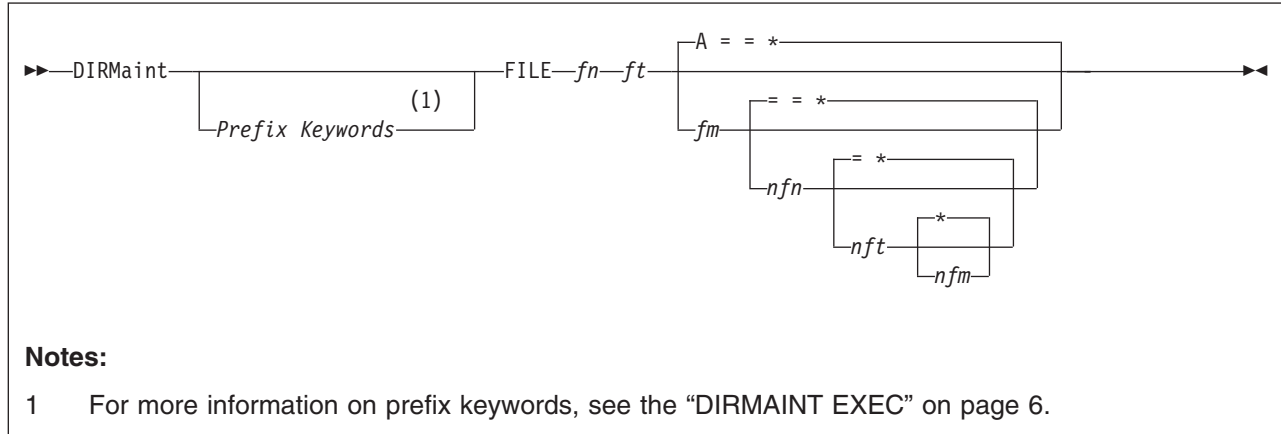 A = = *
►►—DIRMaint—FILE—fn—ft—►◄
(1)
Prefix Keywords
= = *
fm
= *
nfn
*
nft
nfm
Notes:
1 For more information on prefix keywords, see the “DIRMAINT EXEC” on page 6.